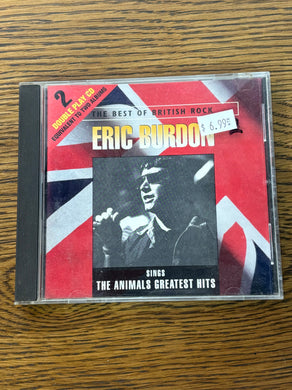 2
DOUBLE PLAY CD
EQUIVALENT TO TWO ALBUMS
THE BEST OF BRITISH ROCK
ERIC BURDON
$ 6.99
SINGS
THE ANIMALS GREATEST HITS